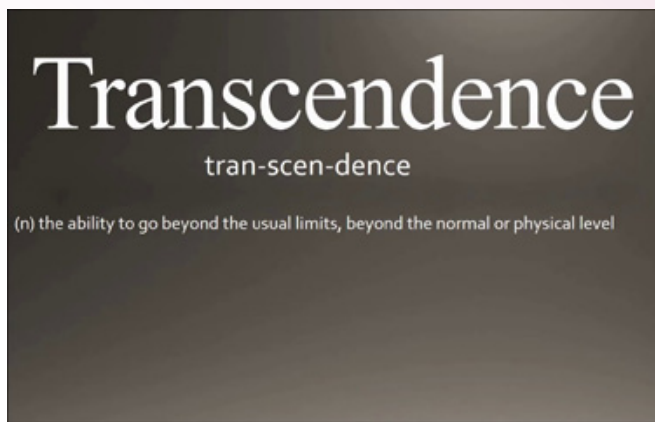 Transcendence
tran-scen-dence
(n) the ability to go beyond the usual limits, beyond the normal or physical level